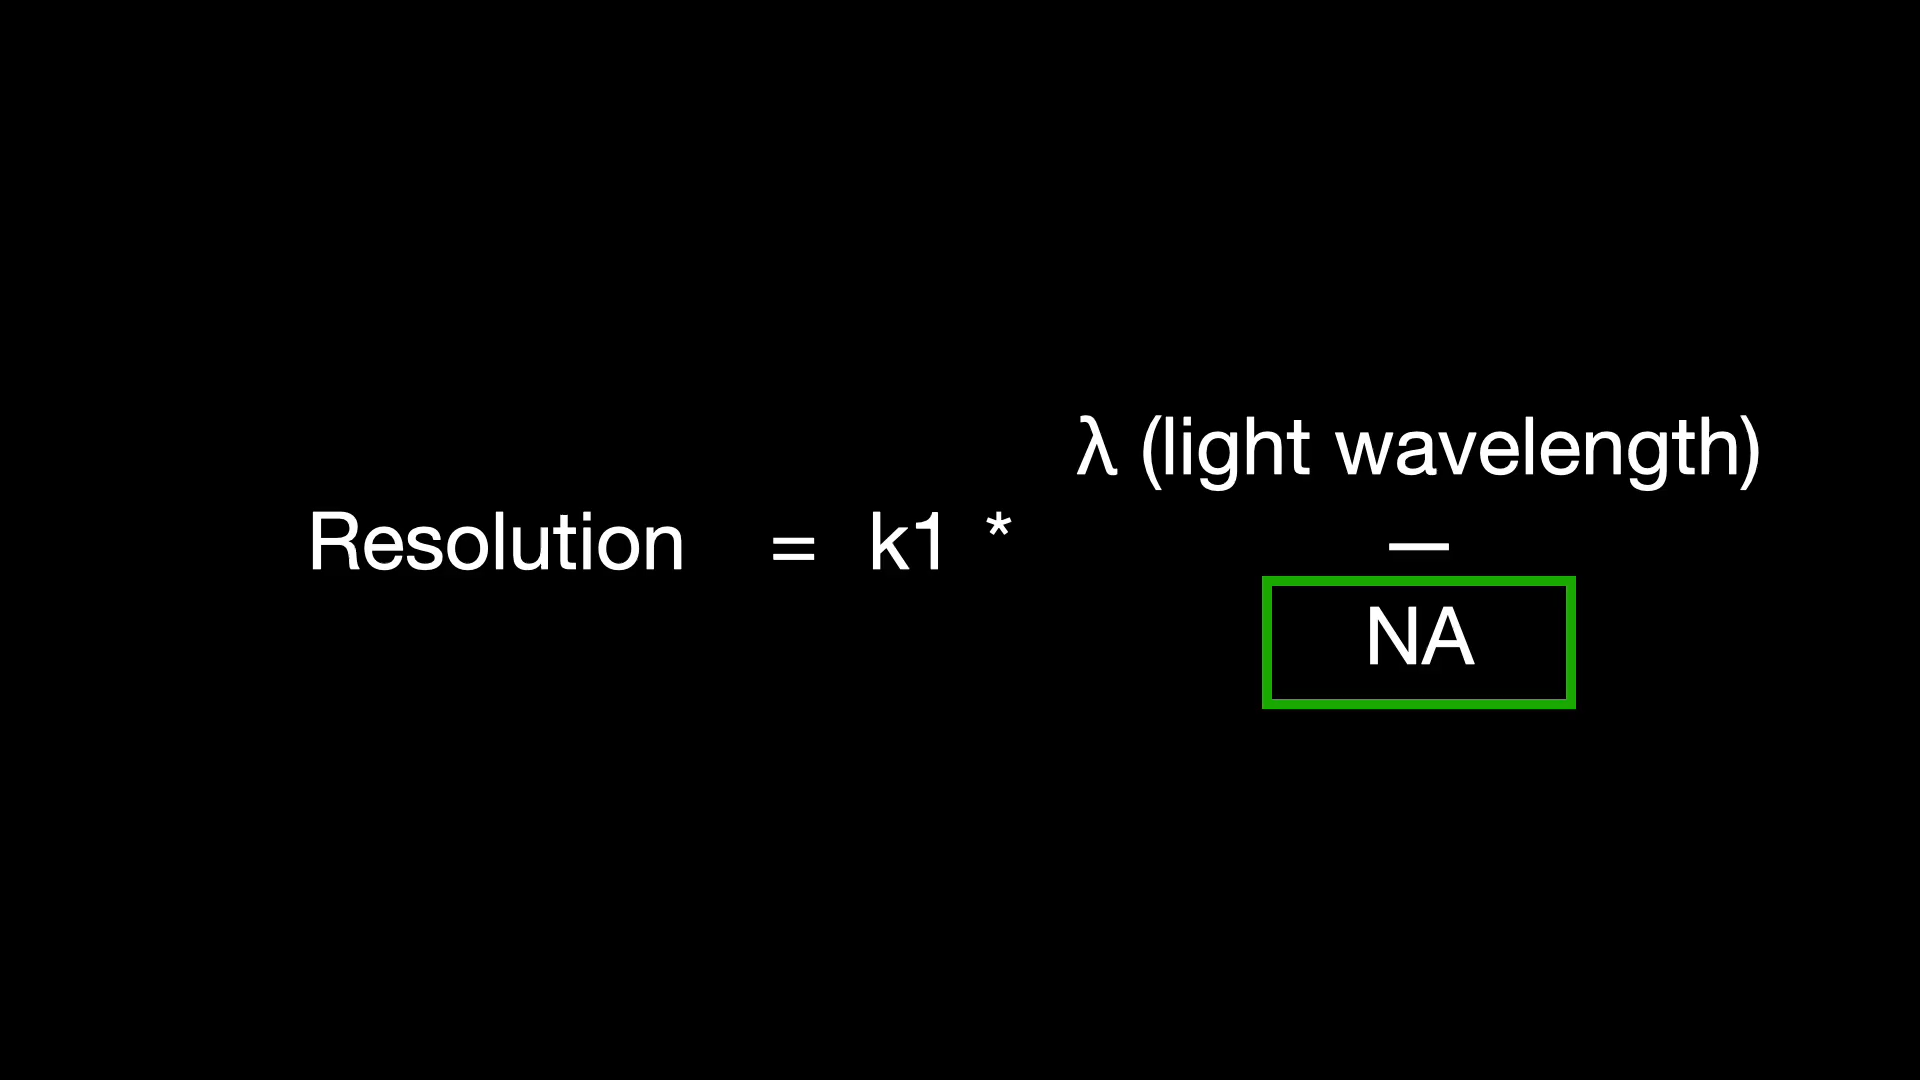 λ (light wavelength)
Resolution = k1 * —
NA